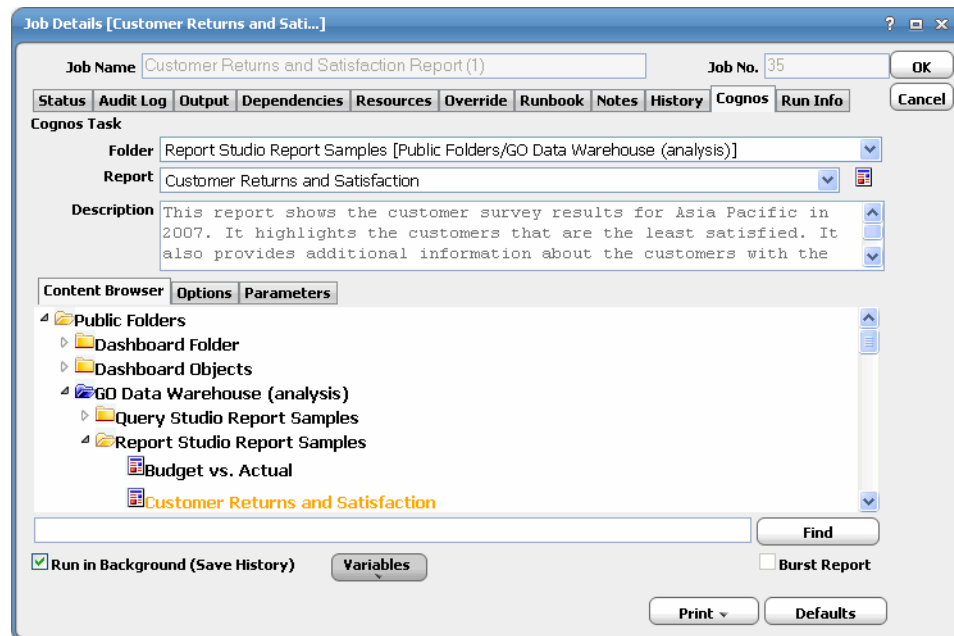 Job Details [Customer Returns and Sati...] ?
Job Name Customer Returns and Satisfaction Report (1) Job No. 35 OK
Status Audit Log Output Dependencies Resources Override Runbook Notes History Cognos Run Info Cancel
Cognos Task
Folder Report Studio Report Samples [Public Folders/GO Data Warehouse (analysis)]
Report Customer Returns and Satisfaction
Description This report shows the customer survey results for Asia Pacific in
2007. It highlights the customers that are the least satisfied. It
also provides additional information about the customers with the
Content Browser Options Parameters
Public Folders
Dashboard Folder
Dashboard Objects
GO Data Warehouse (analysis)
Query Studio Report Samples
Report Studio Report Samples
Budget vs. Actual
Customer Returns and Satisfaction
Find
Run in Background (Save History) Variables Burst Report
Print Defaults